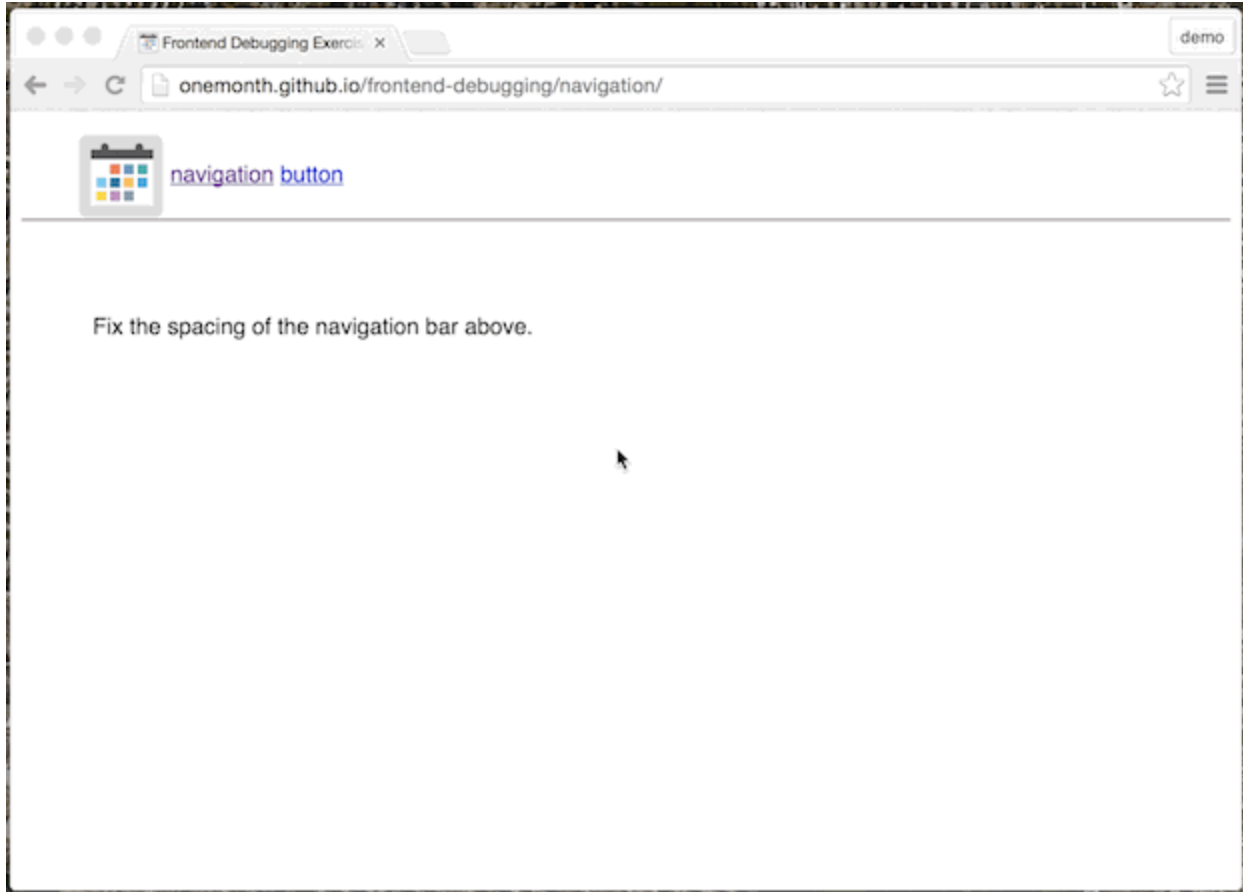 Frontend Debugging Exercis
demo
onemonth.github.io/frontend-debugging/navigation/
navigation button
Fix the spacing of the navigation bar above.